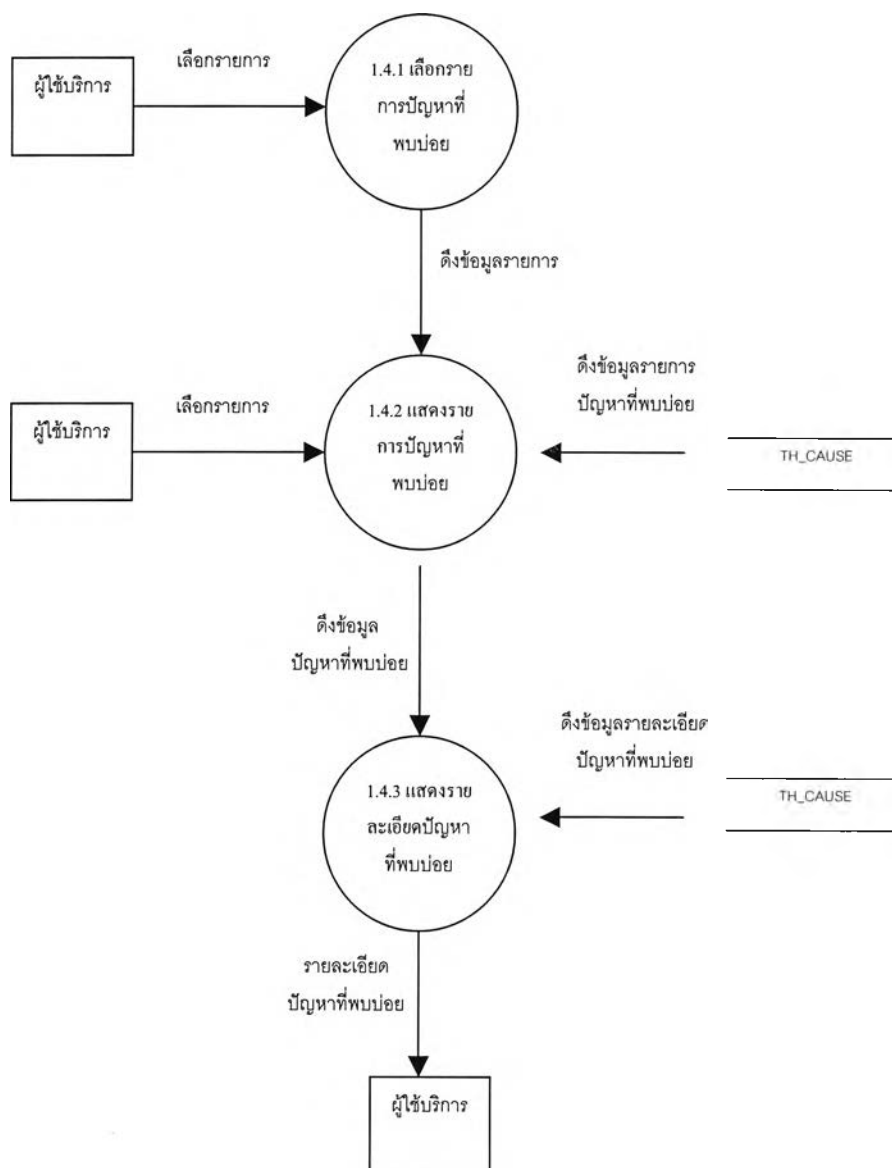 เลือกรายการ
ผู้ใช้บริการ
1.4.1 เลือกราย
การปัญหาที่
พบบ่อย
ดึงข้อมูลรายการ
ดึงข้อมูลรายการ
ปัญหาที่พบบ่อย
เลือกรายการ
ผู้ใช้บริการ
1.4.2 แสดงราย
การปัญหาที่
พบบ่อย
TH_CAUSE
ดึงข้อมูล
ปัญหาที่พบบ่อย
ดึงข้อมูลรายละเอียด
ปัญหาที่พบบ่อย
1.4.3 แสดงราย
ละเอียดปัญหา
ที่พบบ่อย
TH_CAUSE
รายละเอียด
ปัญหาที่พบบ่อย
ผู้ใช้บริการ